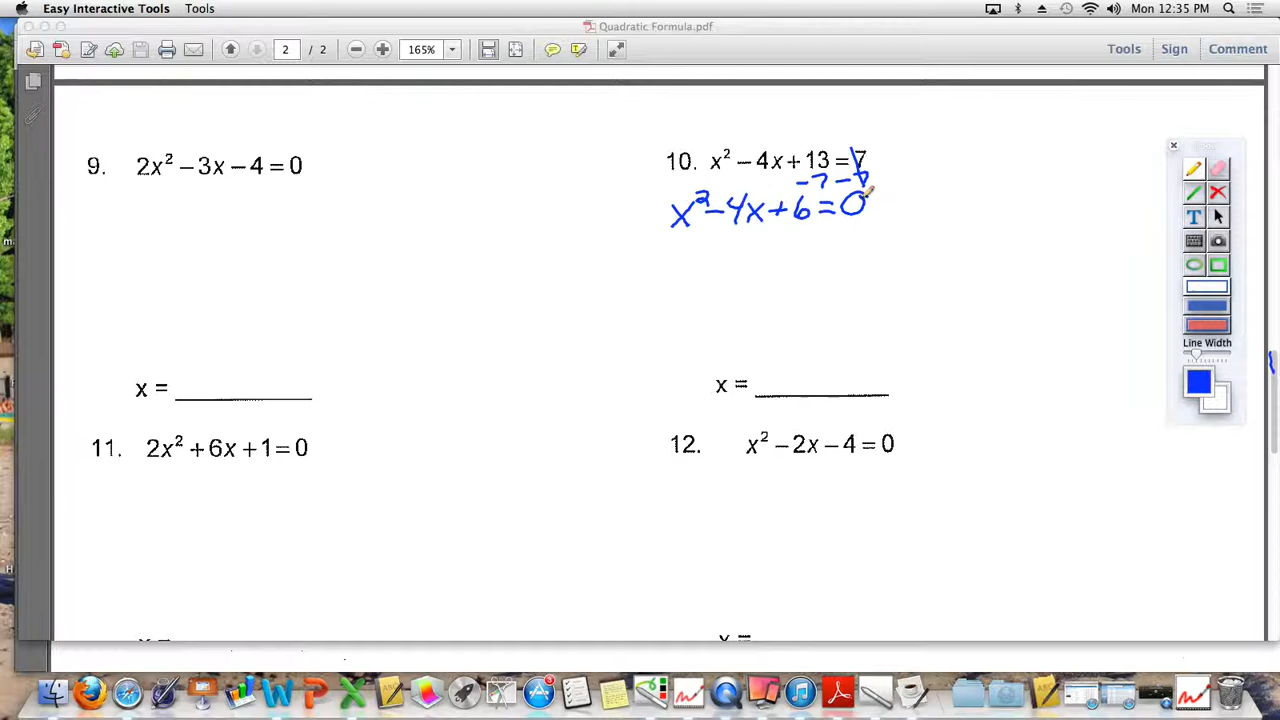 Easy Interactive Tools Tools Mon 12:35 PM
Quadratic Formula.pdf
2 / 2 165% Tools Sign Comment
9. 2x² − 3x − 4 = 0
10. x² − 4x + 13 = 7
−7 −7
x² − 4x + 6 = 0
x =
x =
11. 2x² + 6x + 1 = 0
12. x² − 2x − 4 = 0
T
Line Width